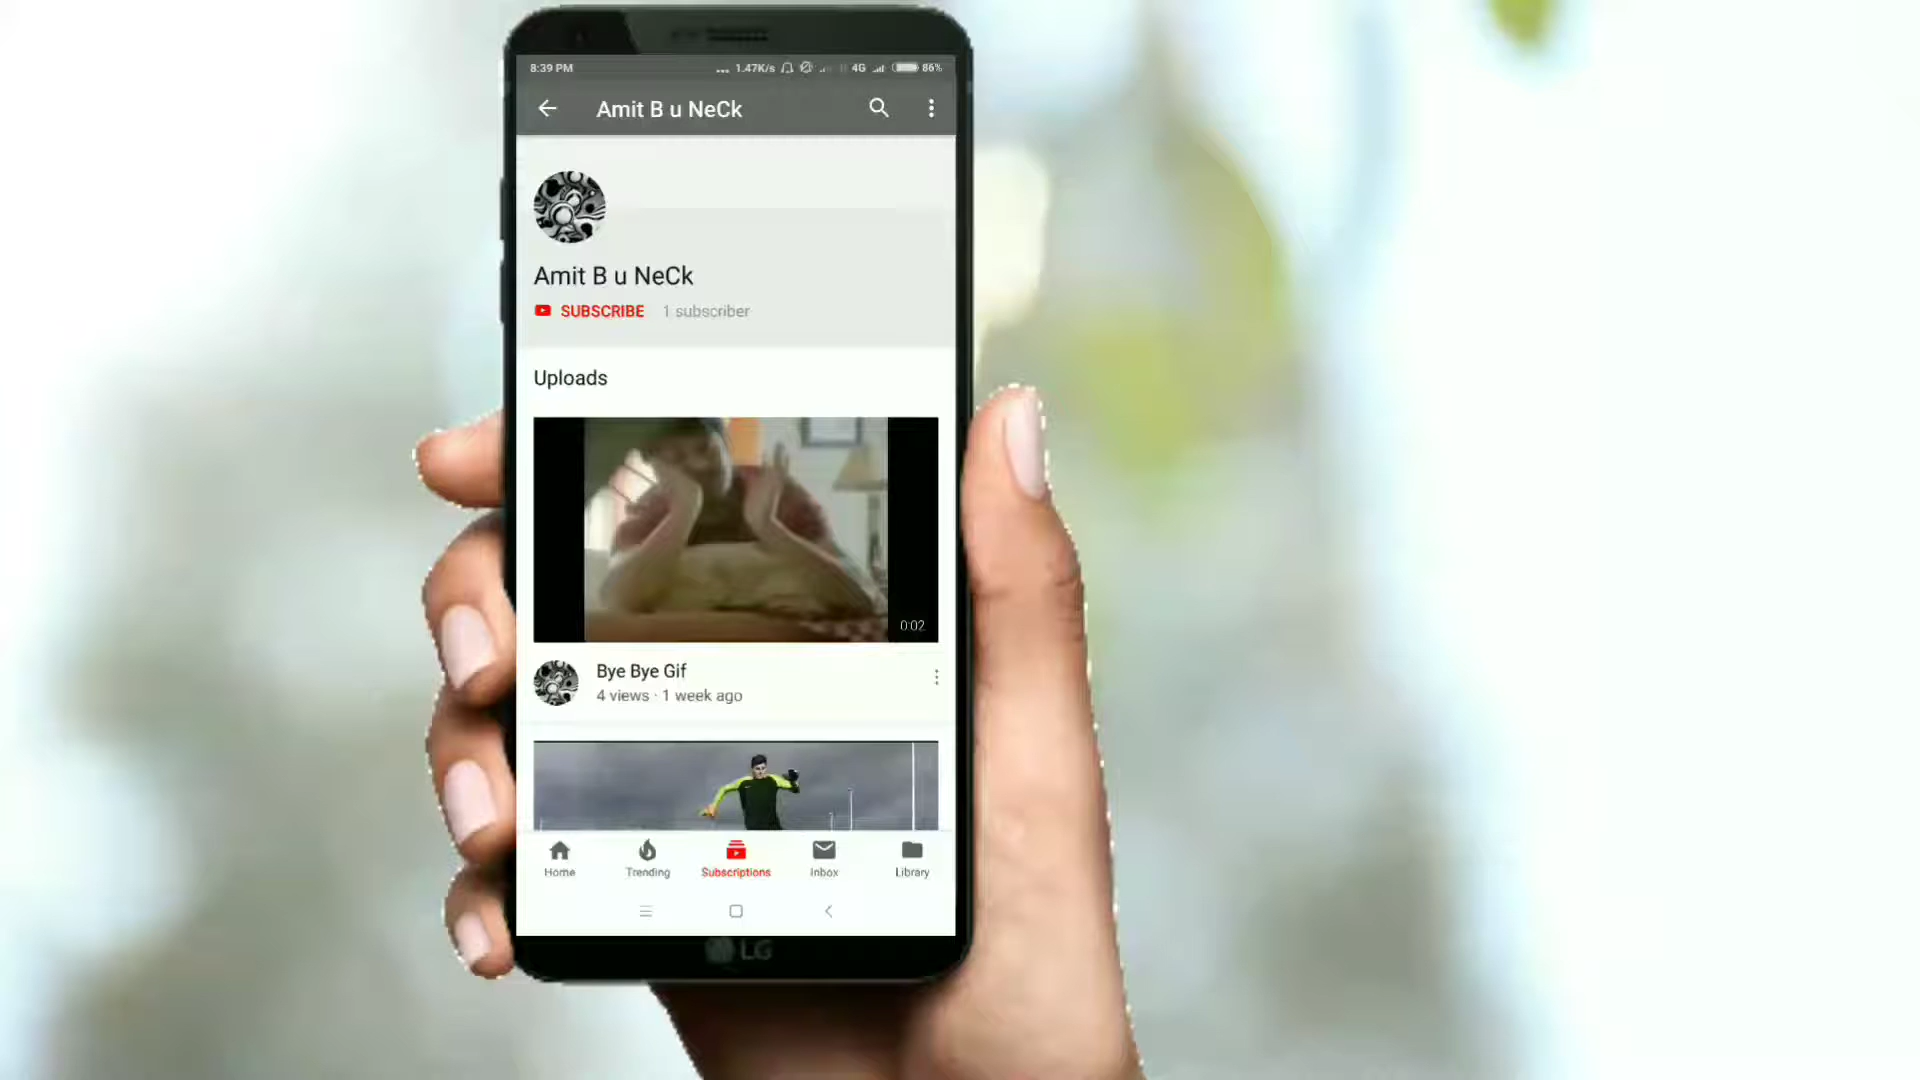 8:39 PM ... 1.47K/s 4G 86%
Amit B u NeCk
Amit B u NeCk
SUBSCRIBE 1 subscriber
Uploads
0:02
Bye Bye Gif
4 views · 1 week ago
Home Trending Subscriptions Inbox Library
LG